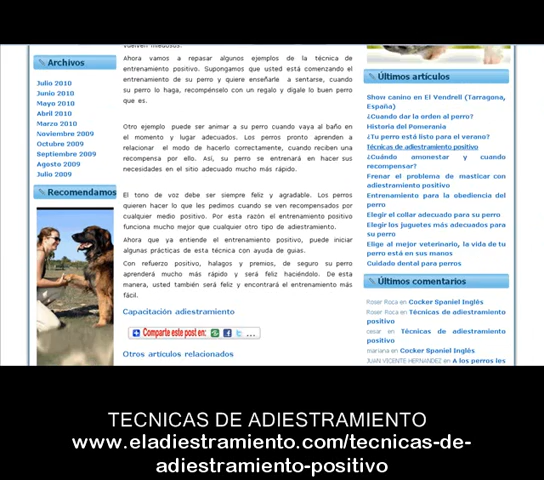 vuelven miedosos.
Ahora vamos a repasar algunos ejemplos de la técnica de
entrenamiento positivo. Supongamos que usted está comenzando el
entrenamiento de su perro y quiere enseñarle a sentarse, cuando
su perro lo haga, recompénselo con un regalo y dígale lo buen perro
que es.
Otro ejemplo puede ser animar a su perro cuando vaya al baño en
el momento y lugar adecuados. Los perros pronto aprenden a
relacionar el modo de hacerlo correctamente, cuando reciben una
recompensa por ello. Así, su perro se entrenará en hacer sus
necesidades en el sitio adecuado mucho más rápido.
El tono de voz debe ser siempre feliz y agradable. Los perros
quieren hacer lo que les pedimos cuando se ven recompensados por
cualquier medio positivo. Por esta razón el entrenamiento positivo
funciona mucho mejor que cualquier otro tipo de adiestramiento.
Ahora que ya entiende el entrenamiento positivo, puede iniciar
algunas prácticas de esta técnica con ayuda de guías.
Con refuerzo positivo, halagos y premios, de seguro su perro
aprenderá mucho más rápido y será feliz haciéndolo. De esta
manera, usted también será feliz y encontrará el entrenamiento más
fácil.
Capacitación adiestramiento
Comparte este post en:
Otros artículos relacionados
Archivos
Julio 2010
Junio 2010
Mayo 2010
Abril 2010
Marzo 2010
Noviembre 2009
Octubre 2009
Septiembre 2009
Agosto 2009
Julio 2009
Recomendamos
Últimos artículos
Show canino en El Vendrell (Tarragona,
España)
¿Cuando dar la orden al perro?
Historia del Pomerania
¿Tu perro está listo para el verano?
Técnicas de adiestramiento positivo
¿Cuándo amonestar y cuando
recompensar?
Frenar el problema de masticar con
adiestramiento positivo
Entrenamiento para la obediencia del
perro
Elegir el collar adecuado para su perro
Elegir los juguetes más adecuados para
su perro
Elige al mejor veterinario, la vida de tu
perro está en sus manos
Cuidado dental para perros
Últimos comentarios
Roser Roca en Cocker Spaniel Inglés
Roser Roca en Técnicas de adiestramiento
positivo
cesar en Técnicas de adiestramiento
positivo
mariana en Cocker Spaniel Inglés
JUAN VICENTE HERNANDEZ en A los perros les
TECNICAS DE ADIESTRAMIENTO
www.eladiestramiento.com/tecnicas-de-
adiestramiento-positivo